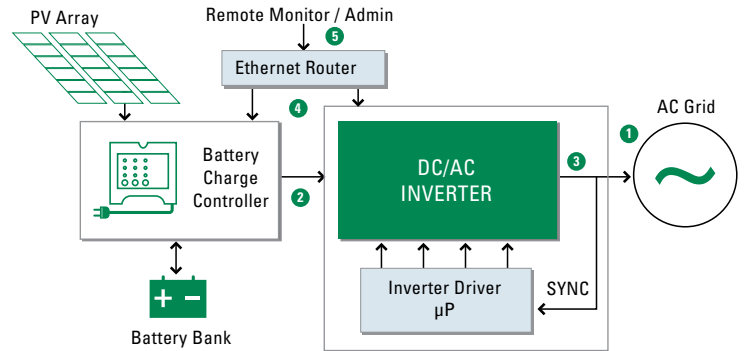 PV Array
Remote Monitor / Admin
5
Ethernet Router
4
1
AC Grid
Battery
Charge
Controller
2
DC/AC
INVERTER
3
+ −
Inverter Driver
µP
SYNC
Battery Bank